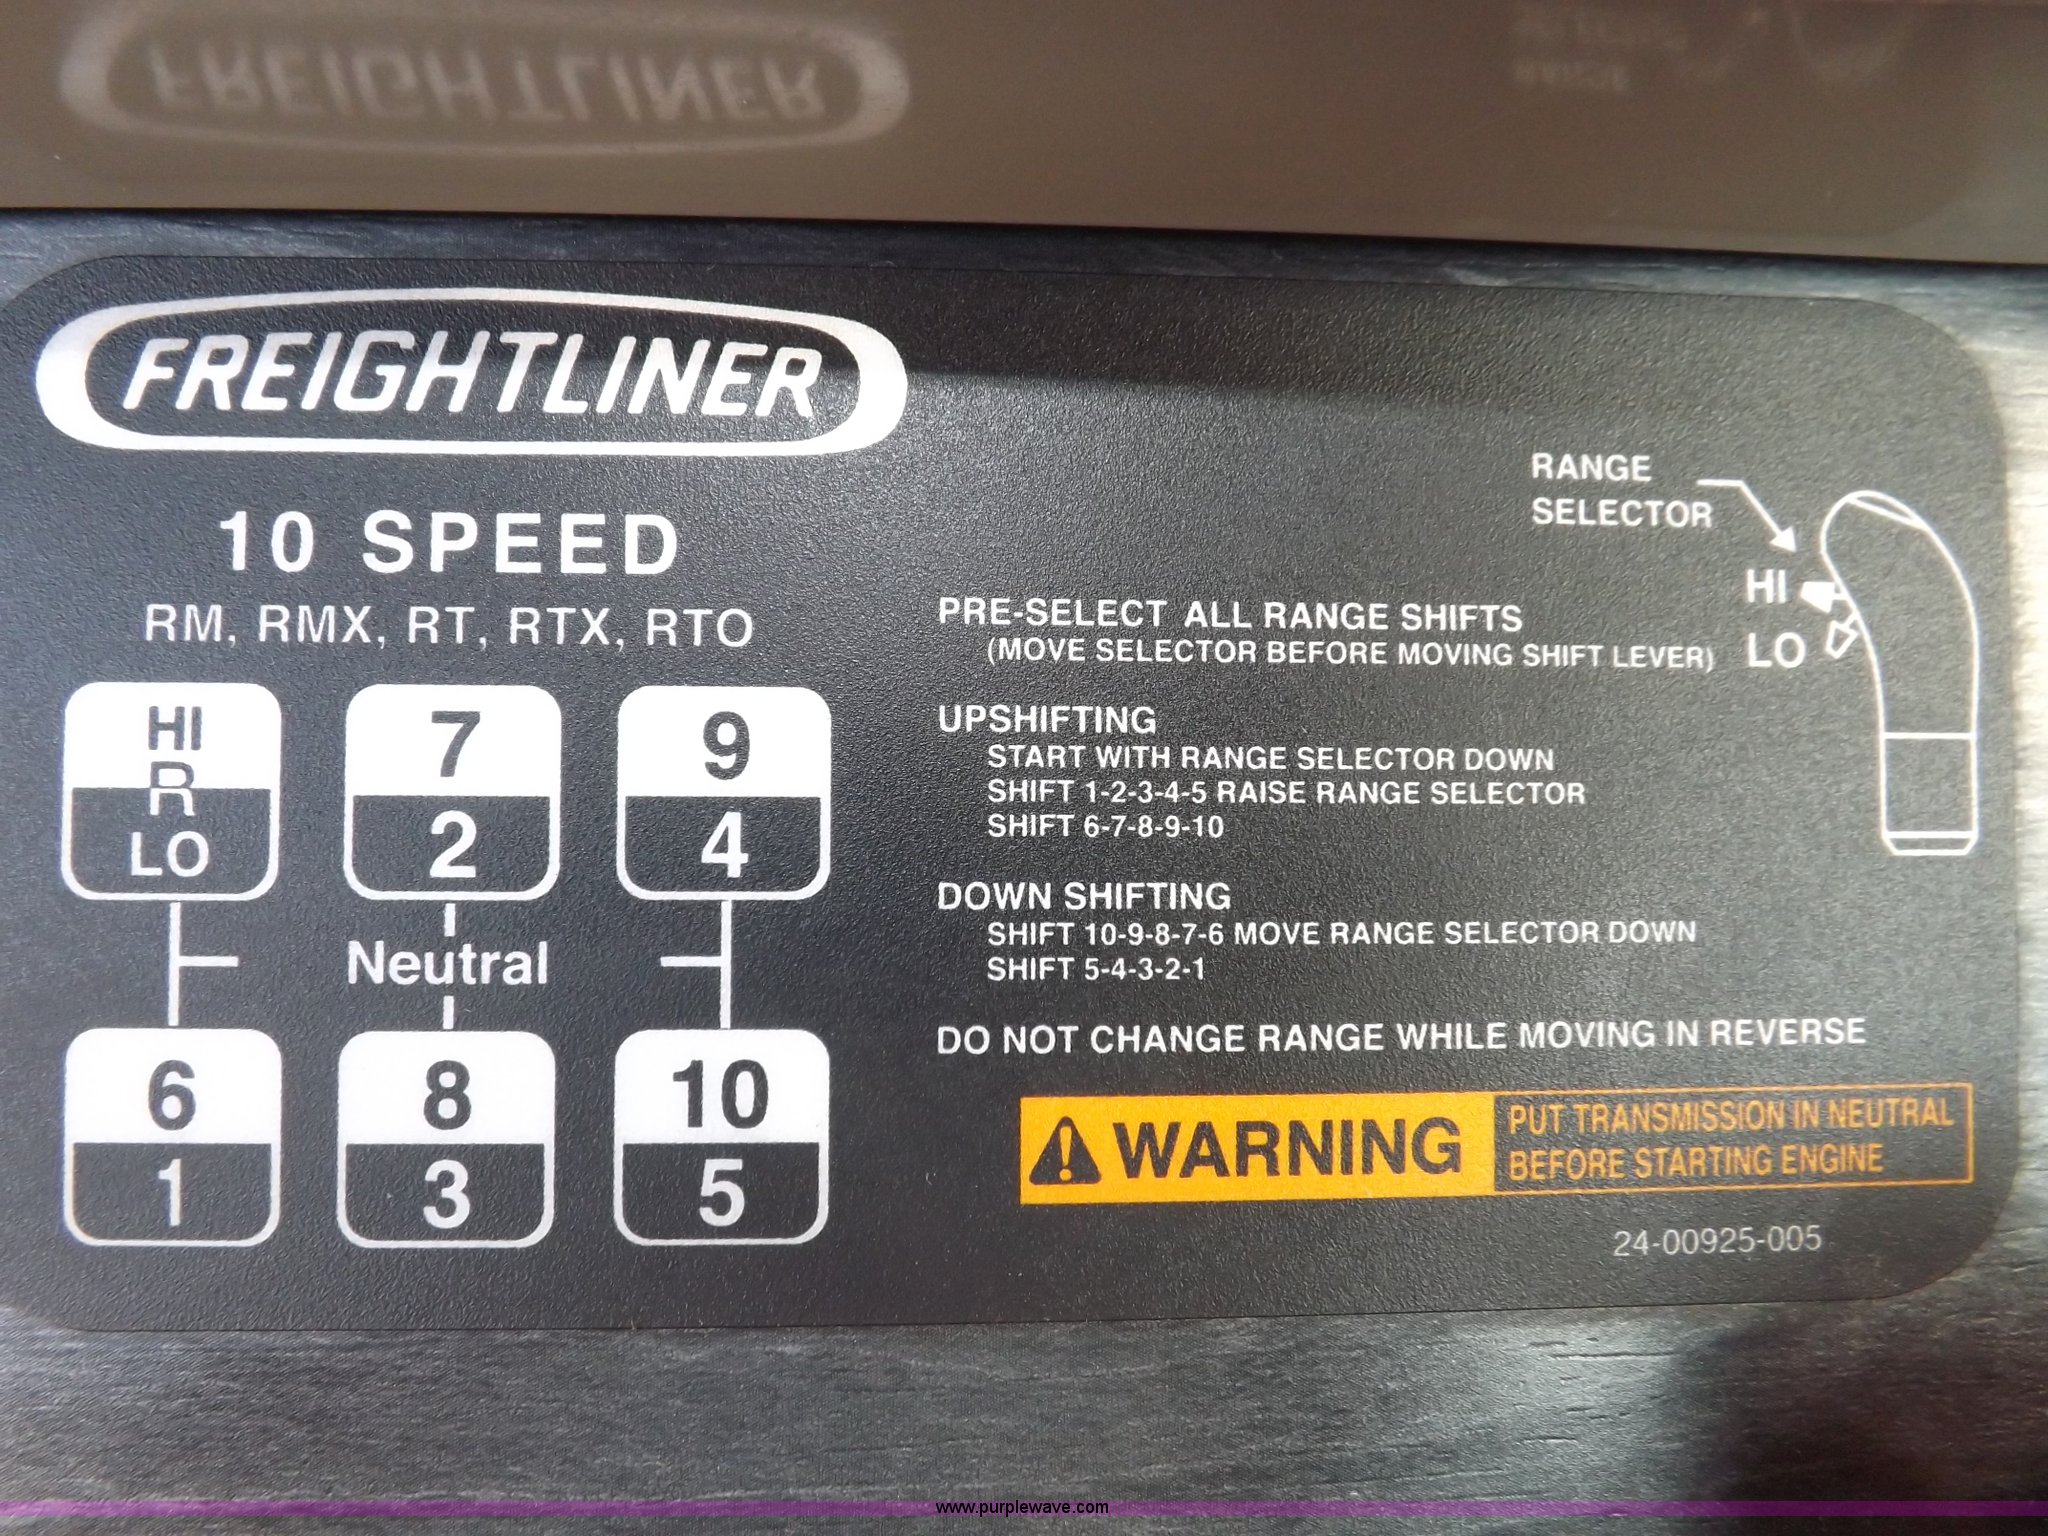 FREIGHTLINER
FREIGHTLINER
10 SPEED
RM, RMX, RT, RTX, RTO
HI
R
LO
7
2
9
4
Neutral
6
1
8
3
10
5
RANGE
SELECTOR
HI
LO
PRE-SELECT ALL RANGE SHIFTS
(MOVE SELECTOR BEFORE MOVING SHIFT LEVER)
UPSHIFTING
START WITH RANGE SELECTOR DOWN
SHIFT 1-2-3-4-5 RAISE RANGE SELECTOR
SHIFT 6-7-8-9-10
DOWN SHIFTING
SHIFT 10-9-8-7-6 MOVE RANGE SELECTOR DOWN
SHIFT 5-4-3-2-1
DO NOT CHANGE RANGE WHILE MOVING IN REVERSE
WARNING
PUT TRANSMISSION IN NEUTRAL
BEFORE STARTING ENGINE
24-00925-005
www.purplewave.com